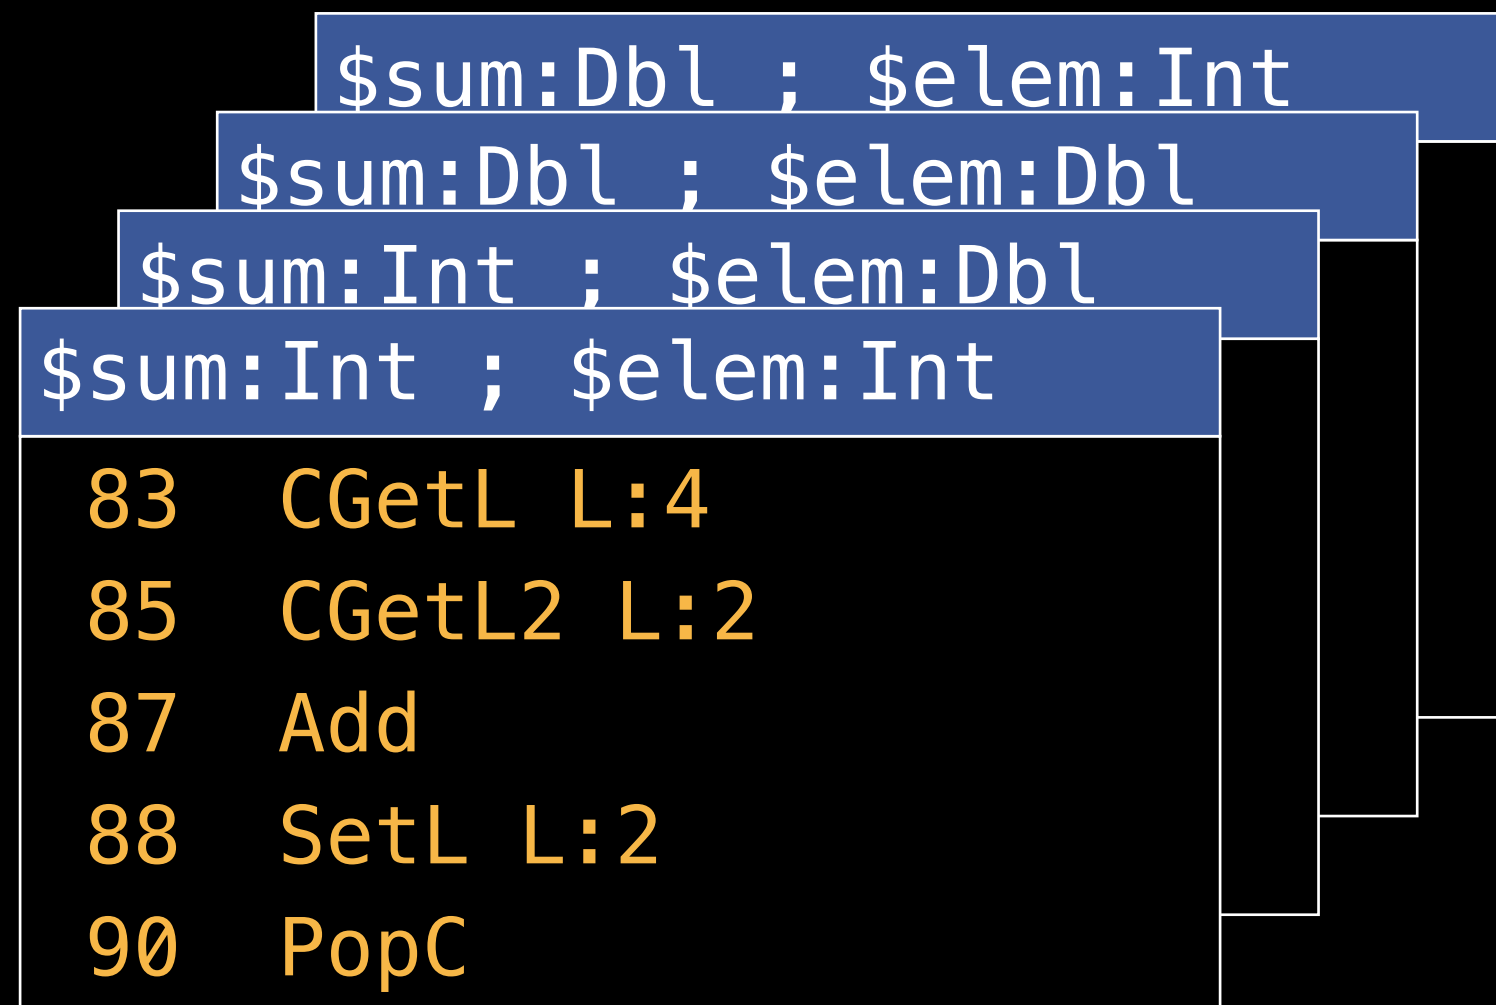 $sum:Dbl ; $elem:Int
$sum:Dbl ; $elem:Dbl
$sum:Int ; $elem:Dbl
$sum:Int ; $elem:Int
83 CGetL L:4
85 CGetL2 L:2
87 Add
88 SetL L:2
90 PopC